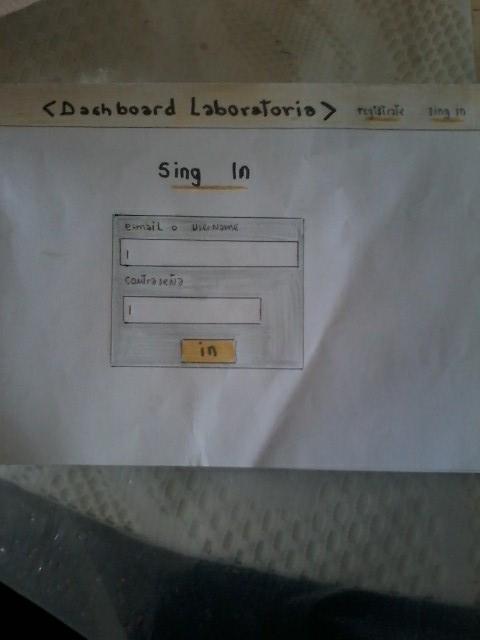 <Dashboard Laboratoria> registrate sing in
Sing In
email o username
contraseña
in